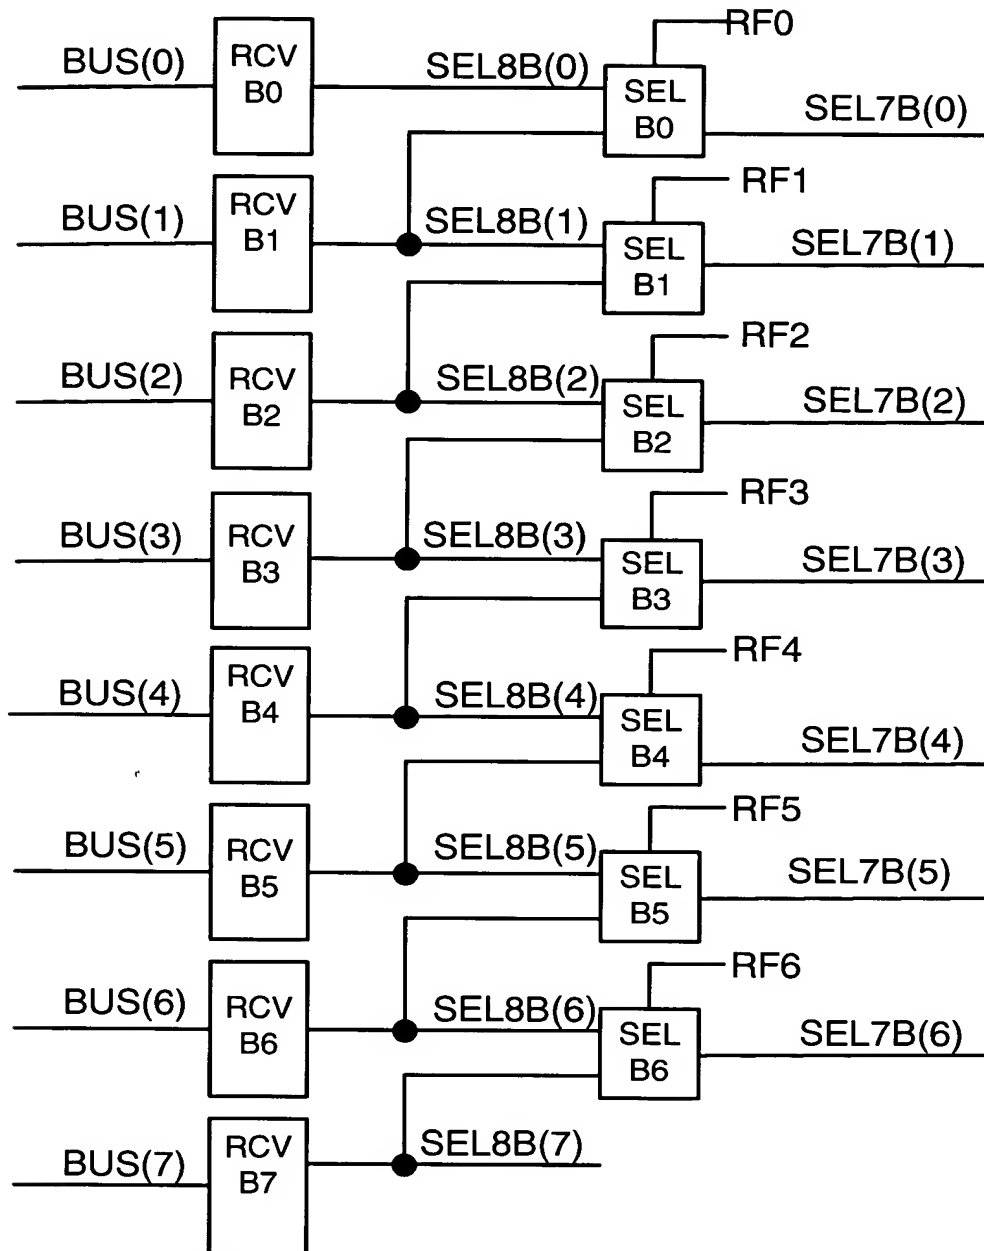 RF0
BUS(0)
RCV
B0
SEL8B(0)
SEL
B0
SEL7B(0)
RF1
BUS(1)
RCV
B1
SEL8B(1)
SEL
B1
SEL7B(1)
RF2
BUS(2)
RCV
B2
SEL8B(2)
SEL
B2
SEL7B(2)
RF3
BUS(3)
RCV
B3
SEL8B(3)
SEL
B3
SEL7B(3)
RF4
BUS(4)
RCV
B4
SEL8B(4)
SEL
B4
SEL7B(4)
RF5
BUS(5)
RCV
B5
SEL8B(5)
SEL
B5
SEL7B(5)
RF6
BUS(6)
RCV
B6
SEL8B(6)
SEL
B6
SEL7B(6)
BUS(7)
RCV
B7
SEL8B(7)